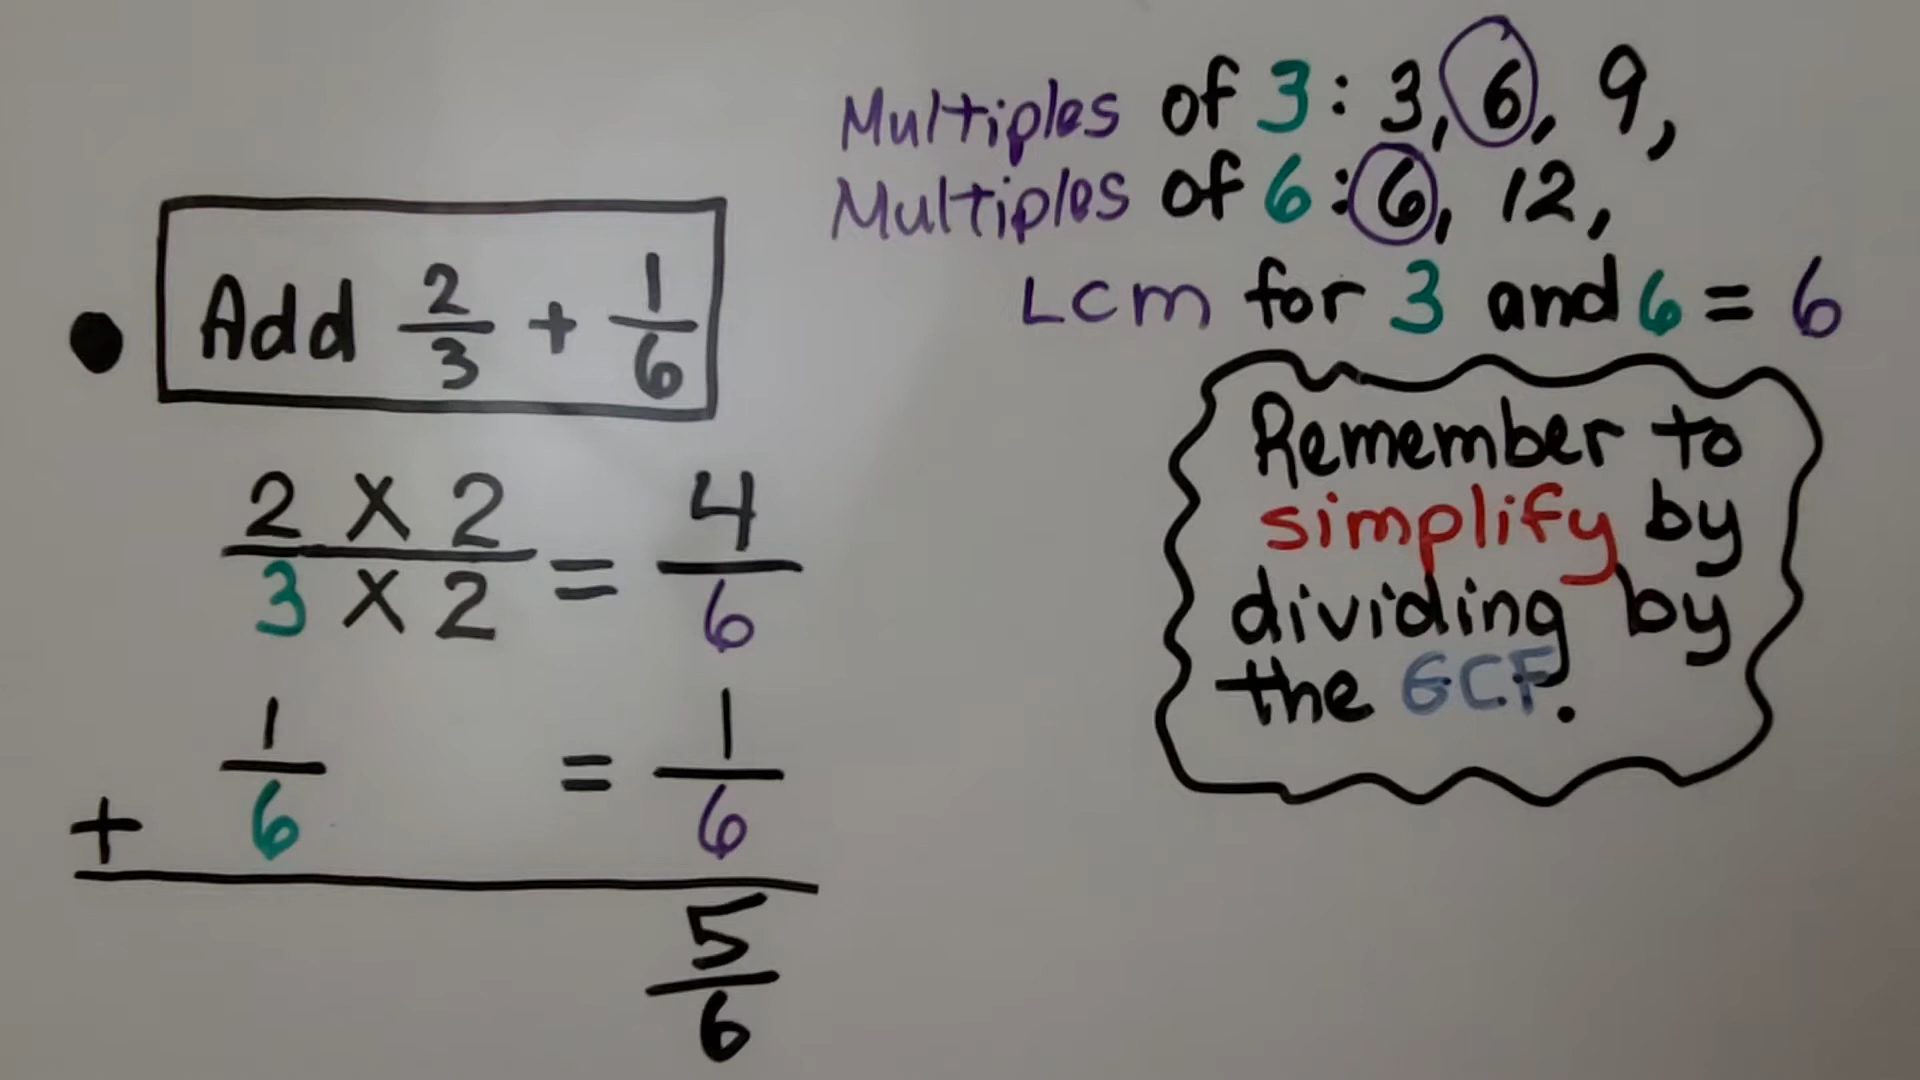 Multiples of 3: 3, 6, 9,
Multiples of 6: 6, 12,
LCM for 3 and 6 = 6
Add 2/3 + 1/6
2 x 2 / 3 x 2 = 4/6
+ 1/6 = 1/6
5/6
Remember to
simplify by
dividing by
the GCF.